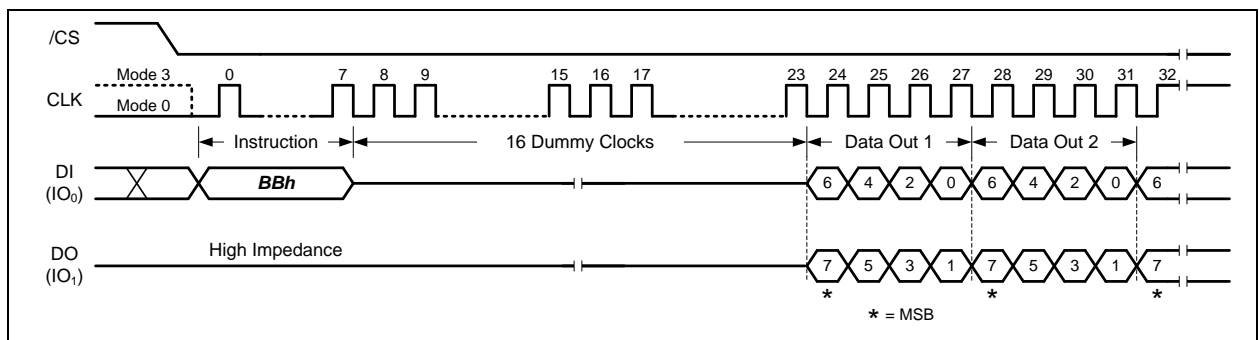 /CS
Mode 3 0 7 8 9 15 16 17 23 24 25 26 27 28 29 30 31 32
CLK Mode 0
Instruction 16 Dummy Clocks Data Out 1 Data Out 2
DI
(IO₀)
BBh 6 4 2 0 6 4 2 0 6
High Impedance
DO
(IO₁)
7 5 3 1 7 5 3 1 7
* * *
* = MSB